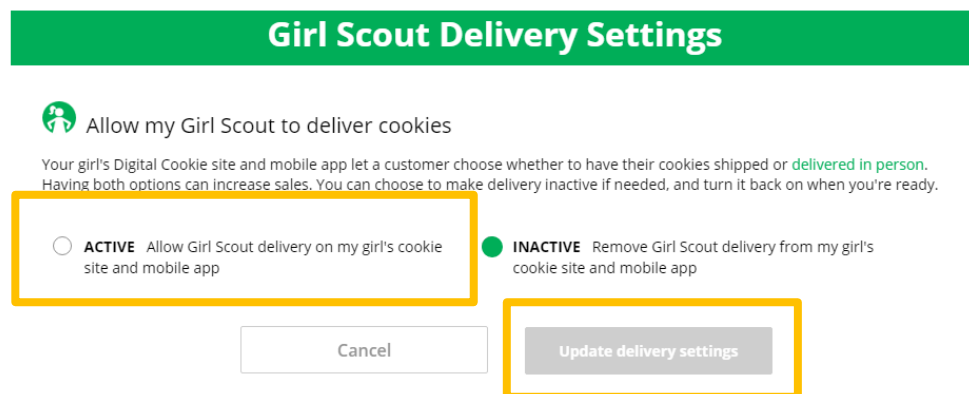 Girl Scout Delivery Settings
Allow my Girl Scout to deliver cookies
Your girl's Digital Cookie site and mobile app let a customer choose whether to have their cookies shipped or delivered in person.
Having both options can increase sales. You can choose to make delivery inactive if needed, and turn it back on when you're ready.
ACTIVE Allow Girl Scout delivery on my girl's cookie
site and mobile app
INACTIVE Remove Girl Scout delivery from my girl's
cookie site and mobile app
Cancel
Update delivery settings